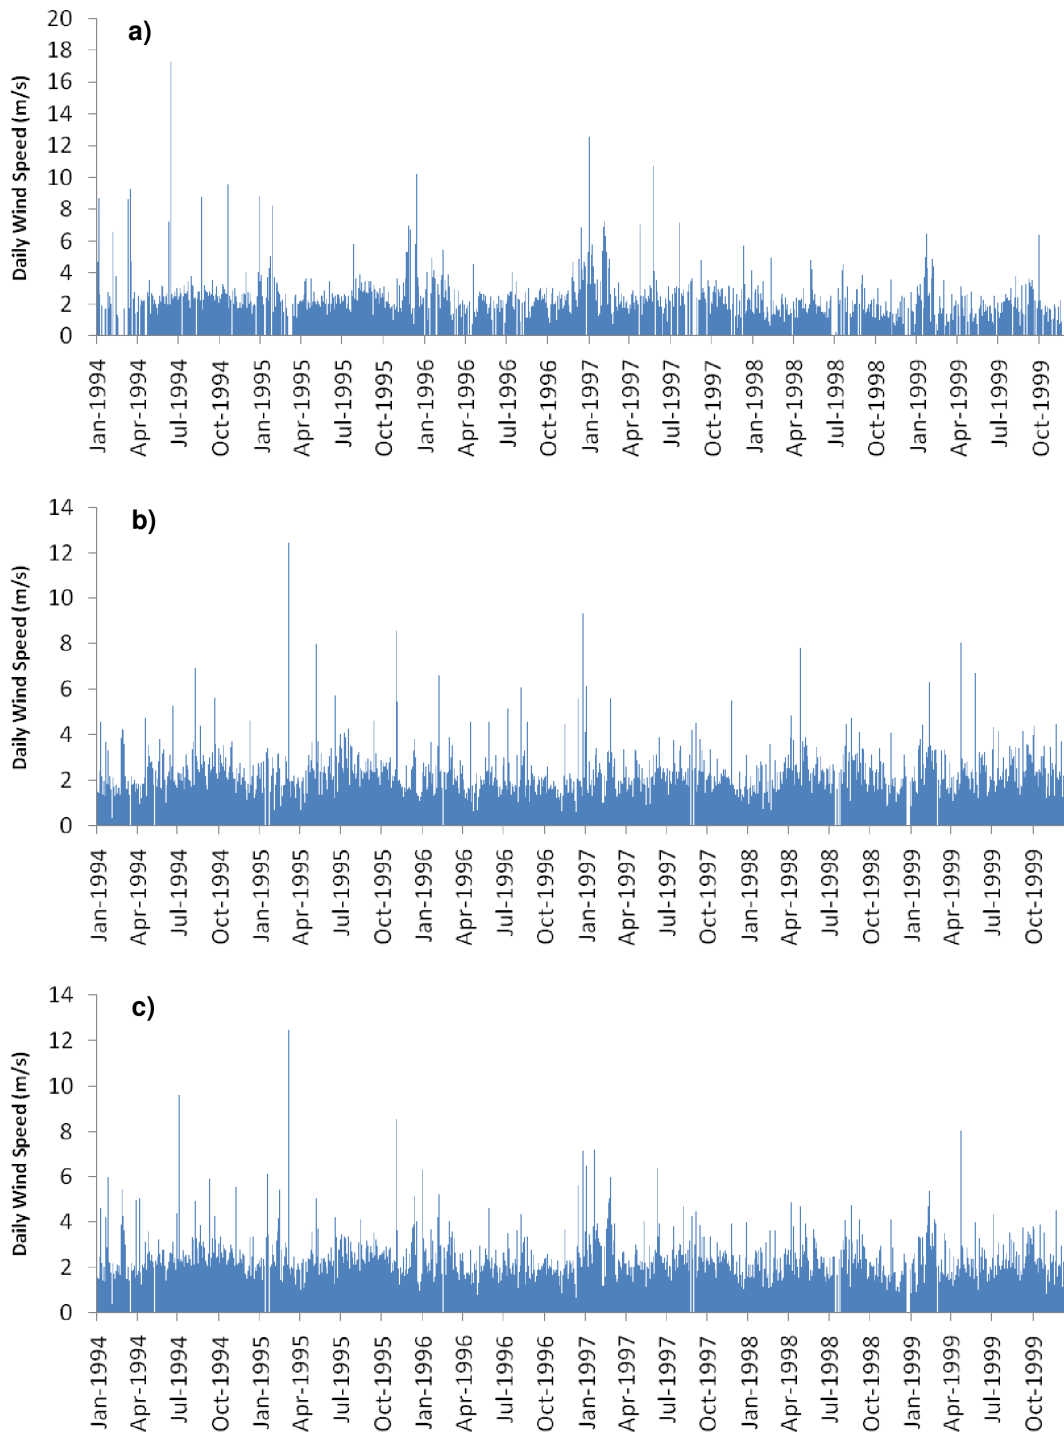 a)
Daily Wind Speed (m/s)
20
18
16
14
12
10
8
6
4
2
0
Jan-1994
Apr-1994
Jul-1994
Oct-1994
Jan-1995
Apr-1995
Jul-1995
Oct-1995
Jan-1996
Apr-1996
Jul-1996
Oct-1996
Jan-1997
Apr-1997
Jul-1997
Oct-1997
Jan-1998
Apr-1998
Jul-1998
Oct-1998
Jan-1999
Apr-1999
Jul-1999
Oct-1999
b)
Daily Wind Speed (m/s)
14
12
10
8
6
4
2
0
Jan-1994
Apr-1994
Jul-1994
Oct-1994
Jan-1995
Apr-1995
Jul-1995
Oct-1995
Jan-1996
Apr-1996
Jul-1996
Oct-1996
Jan-1997
Apr-1997
Jul-1997
Oct-1997
Jan-1998
Apr-1998
Jul-1998
Oct-1998
Jan-1999
Apr-1999
Jul-1999
Oct-1999
c)
Daily Wind Speed (m/s)
14
12
10
8
6
4
2
0
Jan-1994
Apr-1994
Jul-1994
Oct-1994
Jan-1995
Apr-1995
Jul-1995
Oct-1995
Jan-1996
Apr-1996
Jul-1996
Oct-1996
Jan-1997
Apr-1997
Jul-1997
Oct-1997
Jan-1998
Apr-1998
Jul-1998
Oct-1998
Jan-1999
Apr-1999
Jul-1999
Oct-1999